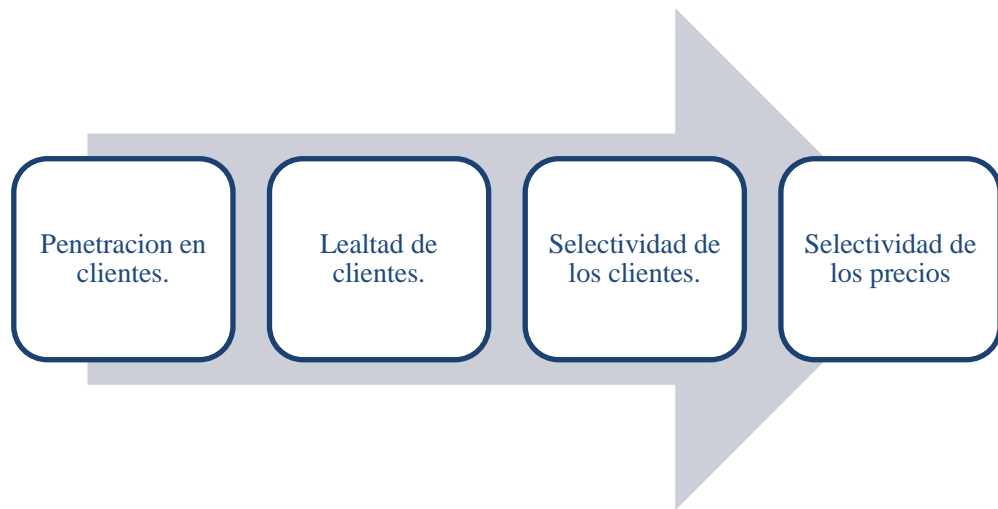 Penetracion en
clientes.
Lealtad de
clientes.
Selectividad de
los clientes.
Selectividad de
los precios